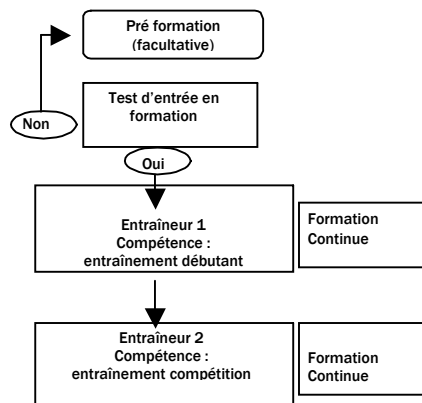 Pré formation
(facultative)
Test d'entrée en
formation
Non
Oui
Entraîneur 1
Compétence :
entraînement débutant
Formation
Continue
Entraîneur 2
Compétence :
entraînement compétition
Formation
Continue